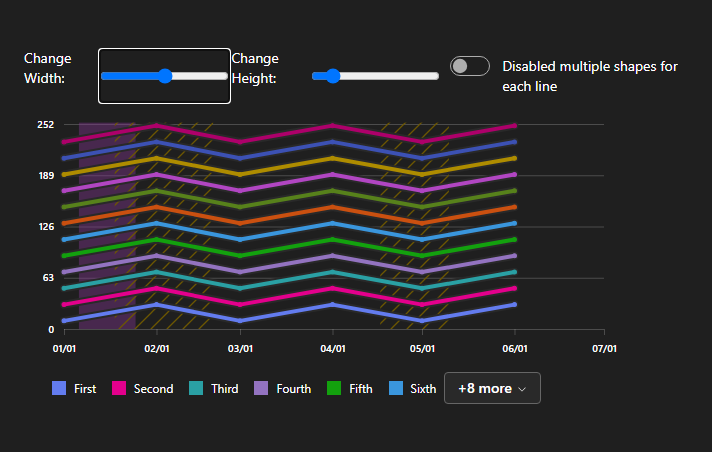 Change
Width:
Change
Height:
Disabled multiple shapes for
each line
252
189
126
63
0
01/01 02/01 03/01 04/01 05/01 06/01 07/01
First Second Third Fourth Fifth Sixth +8 more